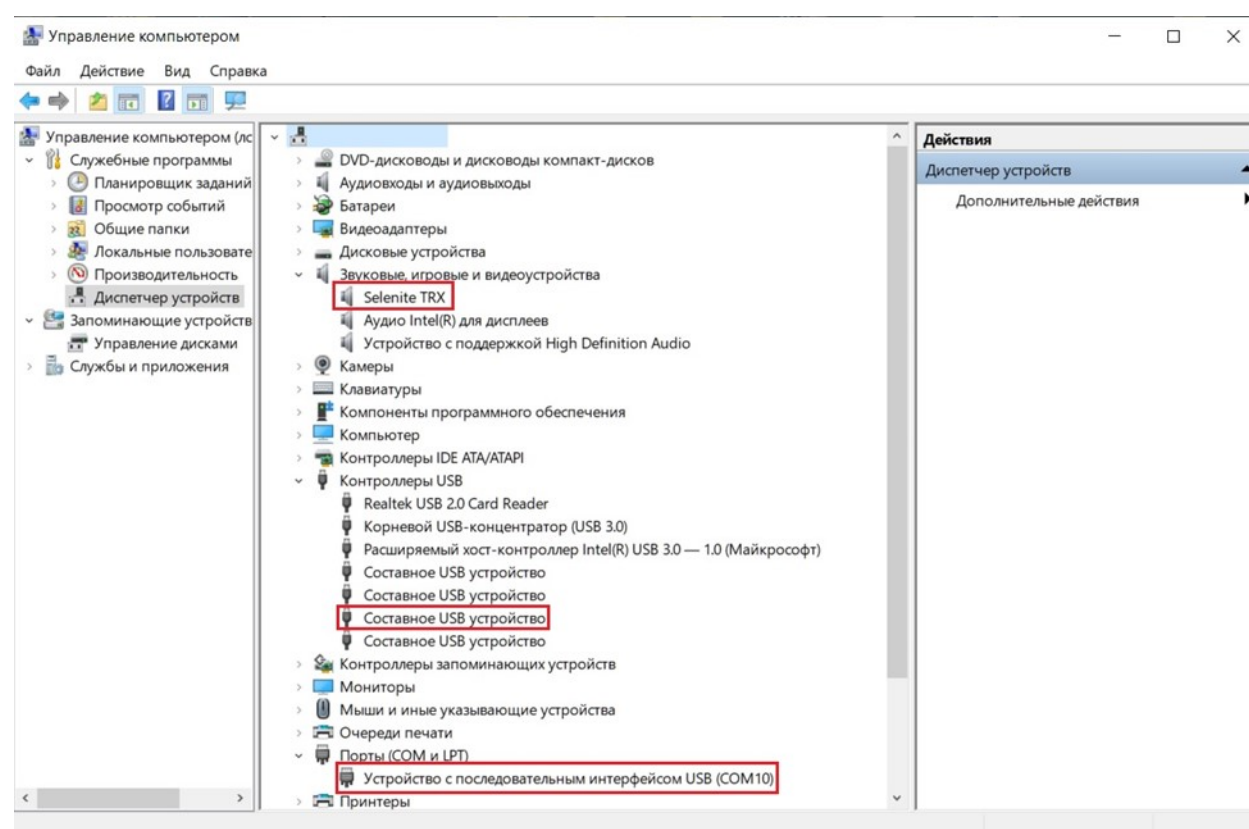 Управление компьютером
Файл Действие Вид Справка
Управление компьютером (лс
Служебные программы
Планировщик заданий
Просмотр событий
Общие папки
Локальные пользовате
Производительность
Диспетчер устройств
Запоминающие устройств
Управление дисками
Службы и приложения
DVD-дисководы и дисководы компакт-дисков
Аудиовходы и аудиовыходы
Батареи
Видеоадаптеры
Дисковые устройства
Звуковые, игровые и видеоустройства
Selenite TRX
Аудио Intel(R) для дисплеев
Устройство с поддержкой High Definition Audio
Камеры
Клавиатуры
Компоненты программного обеспечения
Компьютер
Контроллеры IDE ATA/ATAPI
Контроллеры USB
Realtek USB 2.0 Card Reader
Корневой USB-концентратор (USB 3.0)
Расширяемый хост-контроллер Intel(R) USB 3.0 — 1.0 (Майкрософт)
Составное USB устройство
Составное USB устройство
Составное USB устройство
Составное USB устройство
Контроллеры запоминающих устройств
Мониторы
Мыши и иные указывающие устройства
Очереди печати
Порты (COM и LPT)
Устройство с последовательным интерфейсом USB (COM10)
Принтеры
Действия
Диспетчер устройств
Дополнительные действия